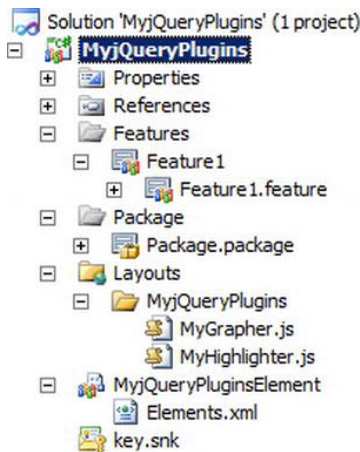 Solution 'MyjQueryPlugins' (1 project)
MyjQueryPlugins
Properties
References
Features
Feature1
Feature1.feature
Package
Package.package
Layouts
MyjQueryPlugins
MyGrapher.js
MyHighlighter.js
MyjQueryPluginsElement
Elements.xml
key.snk